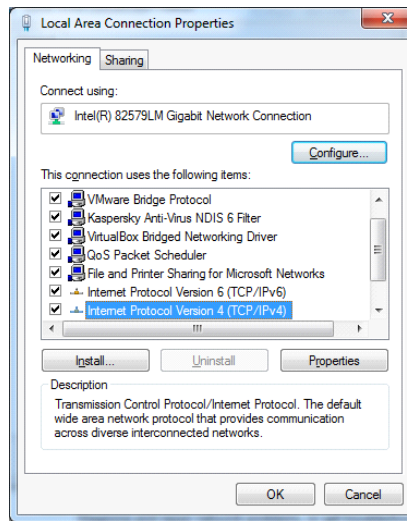 Local Area Connection Properties
Networking
Sharing
Connect using:
Intel(R) 82579LM Gigabit Network Connection
Configure...
This connection uses the following items:
VMware Bridge Protocol
Kaspersky Anti-Virus NDIS 6 Filter
VirtualBox Bridged Networking Driver
QoS Packet Scheduler
File and Printer Sharing for Microsoft Networks
Internet Protocol Version 6 (TCP/IPv6)
Internet Protocol Version 4 (TCP/IPv4)
Install...
Uninstall
Properties
Description
Transmission Control Protocol/Internet Protocol. The default
wide area network protocol that provides communication
across diverse interconnected networks.
OK
Cancel